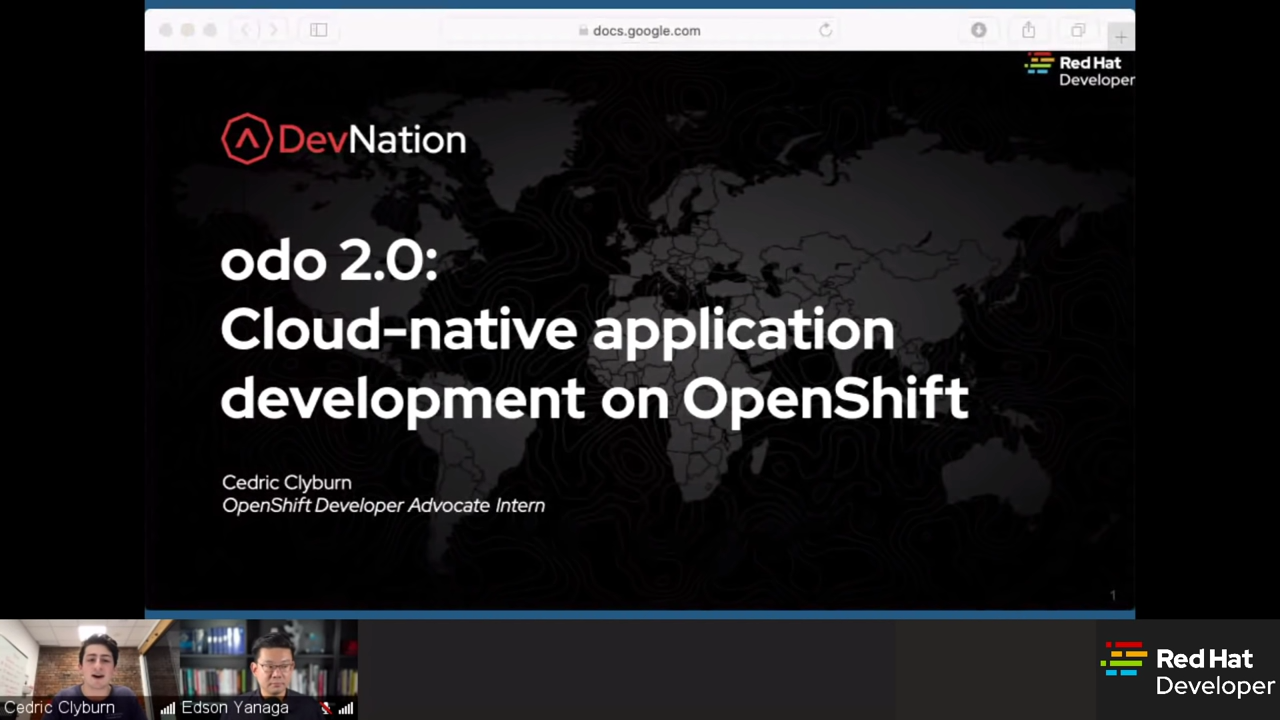 docs.google.com
Red Hat
Developer
DevNation
odo 2.0:
Cloud-native application
development on OpenShift
Cedric Clyburn
OpenShift Developer Advocate Intern
1
Cedric Clyburn
Edson Yanaga
Red Hat
Developer